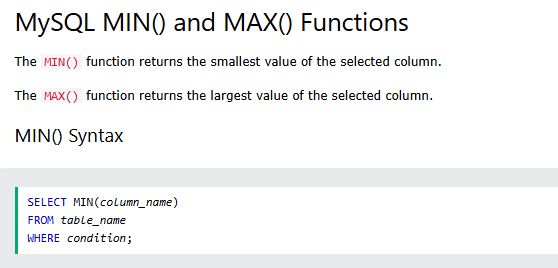 MySQL MIN() and MAX() Functions
The MIN() function returns the smallest value of the selected column.
The MAX() function returns the largest value of the selected column.
MIN() Syntax
SELECT MIN(column_name)
FROM table_name
WHERE condition;